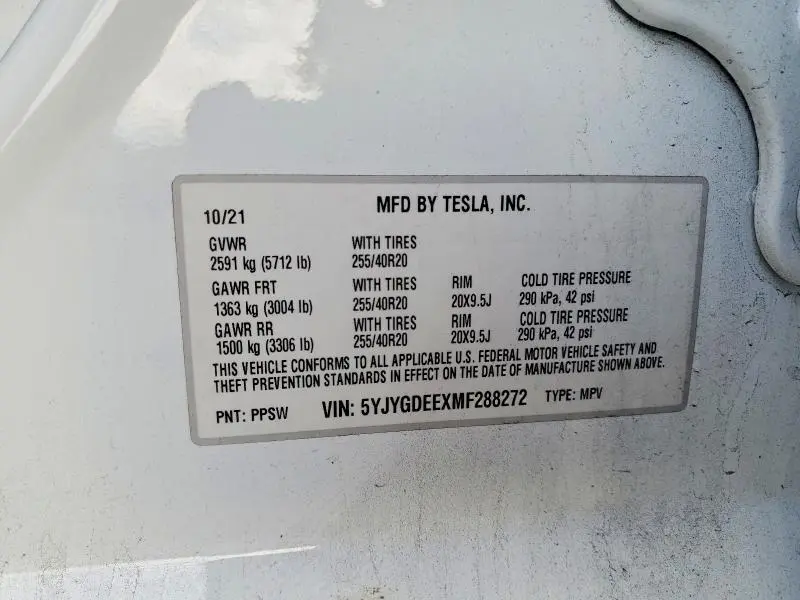 10/21 MFD BY TESLA, INC.
GVWR WITH TIRES
2591 kg (5712 lb) 255/40R20
GAWR FRT WITH TIRES RIM COLD TIRE PRESSURE
1363 kg (3004 lb) 255/40R20 20X9.5J 290 kPa, 42 psi
GAWR RR WITH TIRES RIM COLD TIRE PRESSURE
1500 kg (3306 lb) 255/40R20 20X9.5J 290 kPa, 42 psi
THIS VEHICLE CONFORMS TO ALL APPLICABLE U.S. FEDERAL MOTOR VEHICLE SAFETY AND
THEFT PREVENTION STANDARDS IN EFFECT ON THE DATE OF MANUFACTURE SHOWN ABOVE.
PNT: PPSW VIN: 5YJYGDEEXMF288272 TYPE: MPV